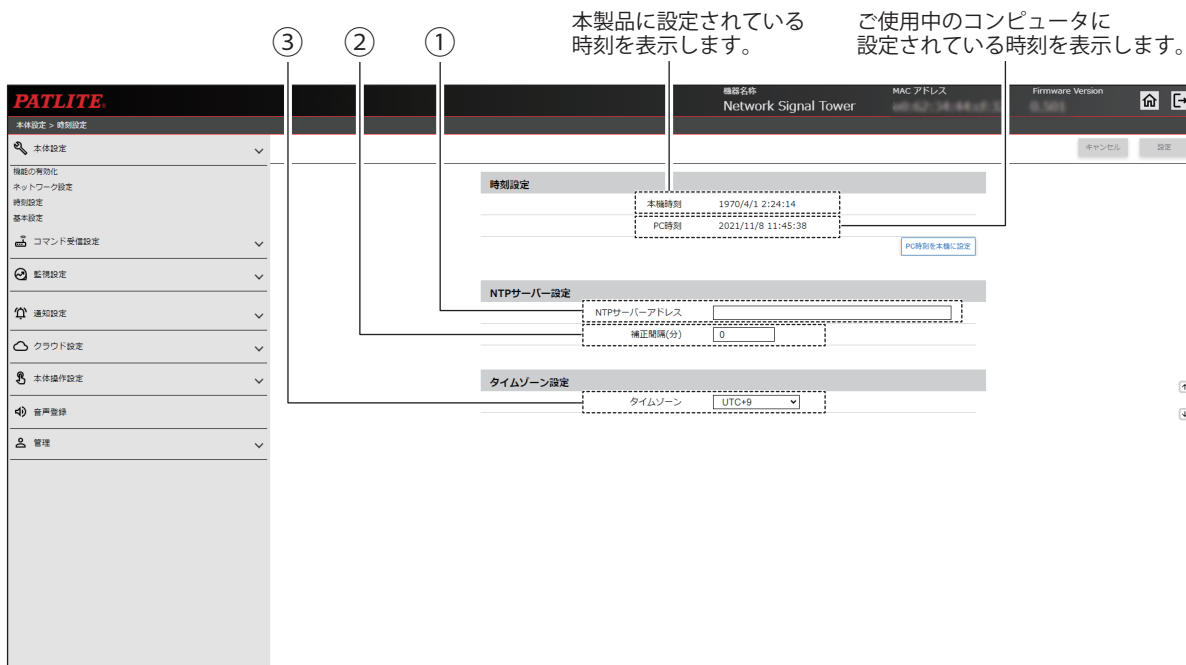 本製品に設定されている
時刻を表示します。
ご使用中のコンピュータに
設定されている時刻を表示します。
③ ② ①
PATLITE
機器名称
Network Signal Tower
MAC アドレス
Firmware Version
0.501
本体設定 > 時刻設定
キャンセル 設定
本体設定
機能の有効化
ネットワーク設定
時刻設定
基本設定
コマンド受信設定
監視設定
通知設定
クラウド設定
本体操作設定
音声登録
管理
時刻設定
本機時刻 1970/4/1 2:24:14
PC時刻 2021/11/8 11:45:38
PC時刻を本機に設定
NTPサーバー設定
NTPサーバーアドレス
補正間隔(分) 0
タイムゾーン設定
タイムゾーン UTC+9